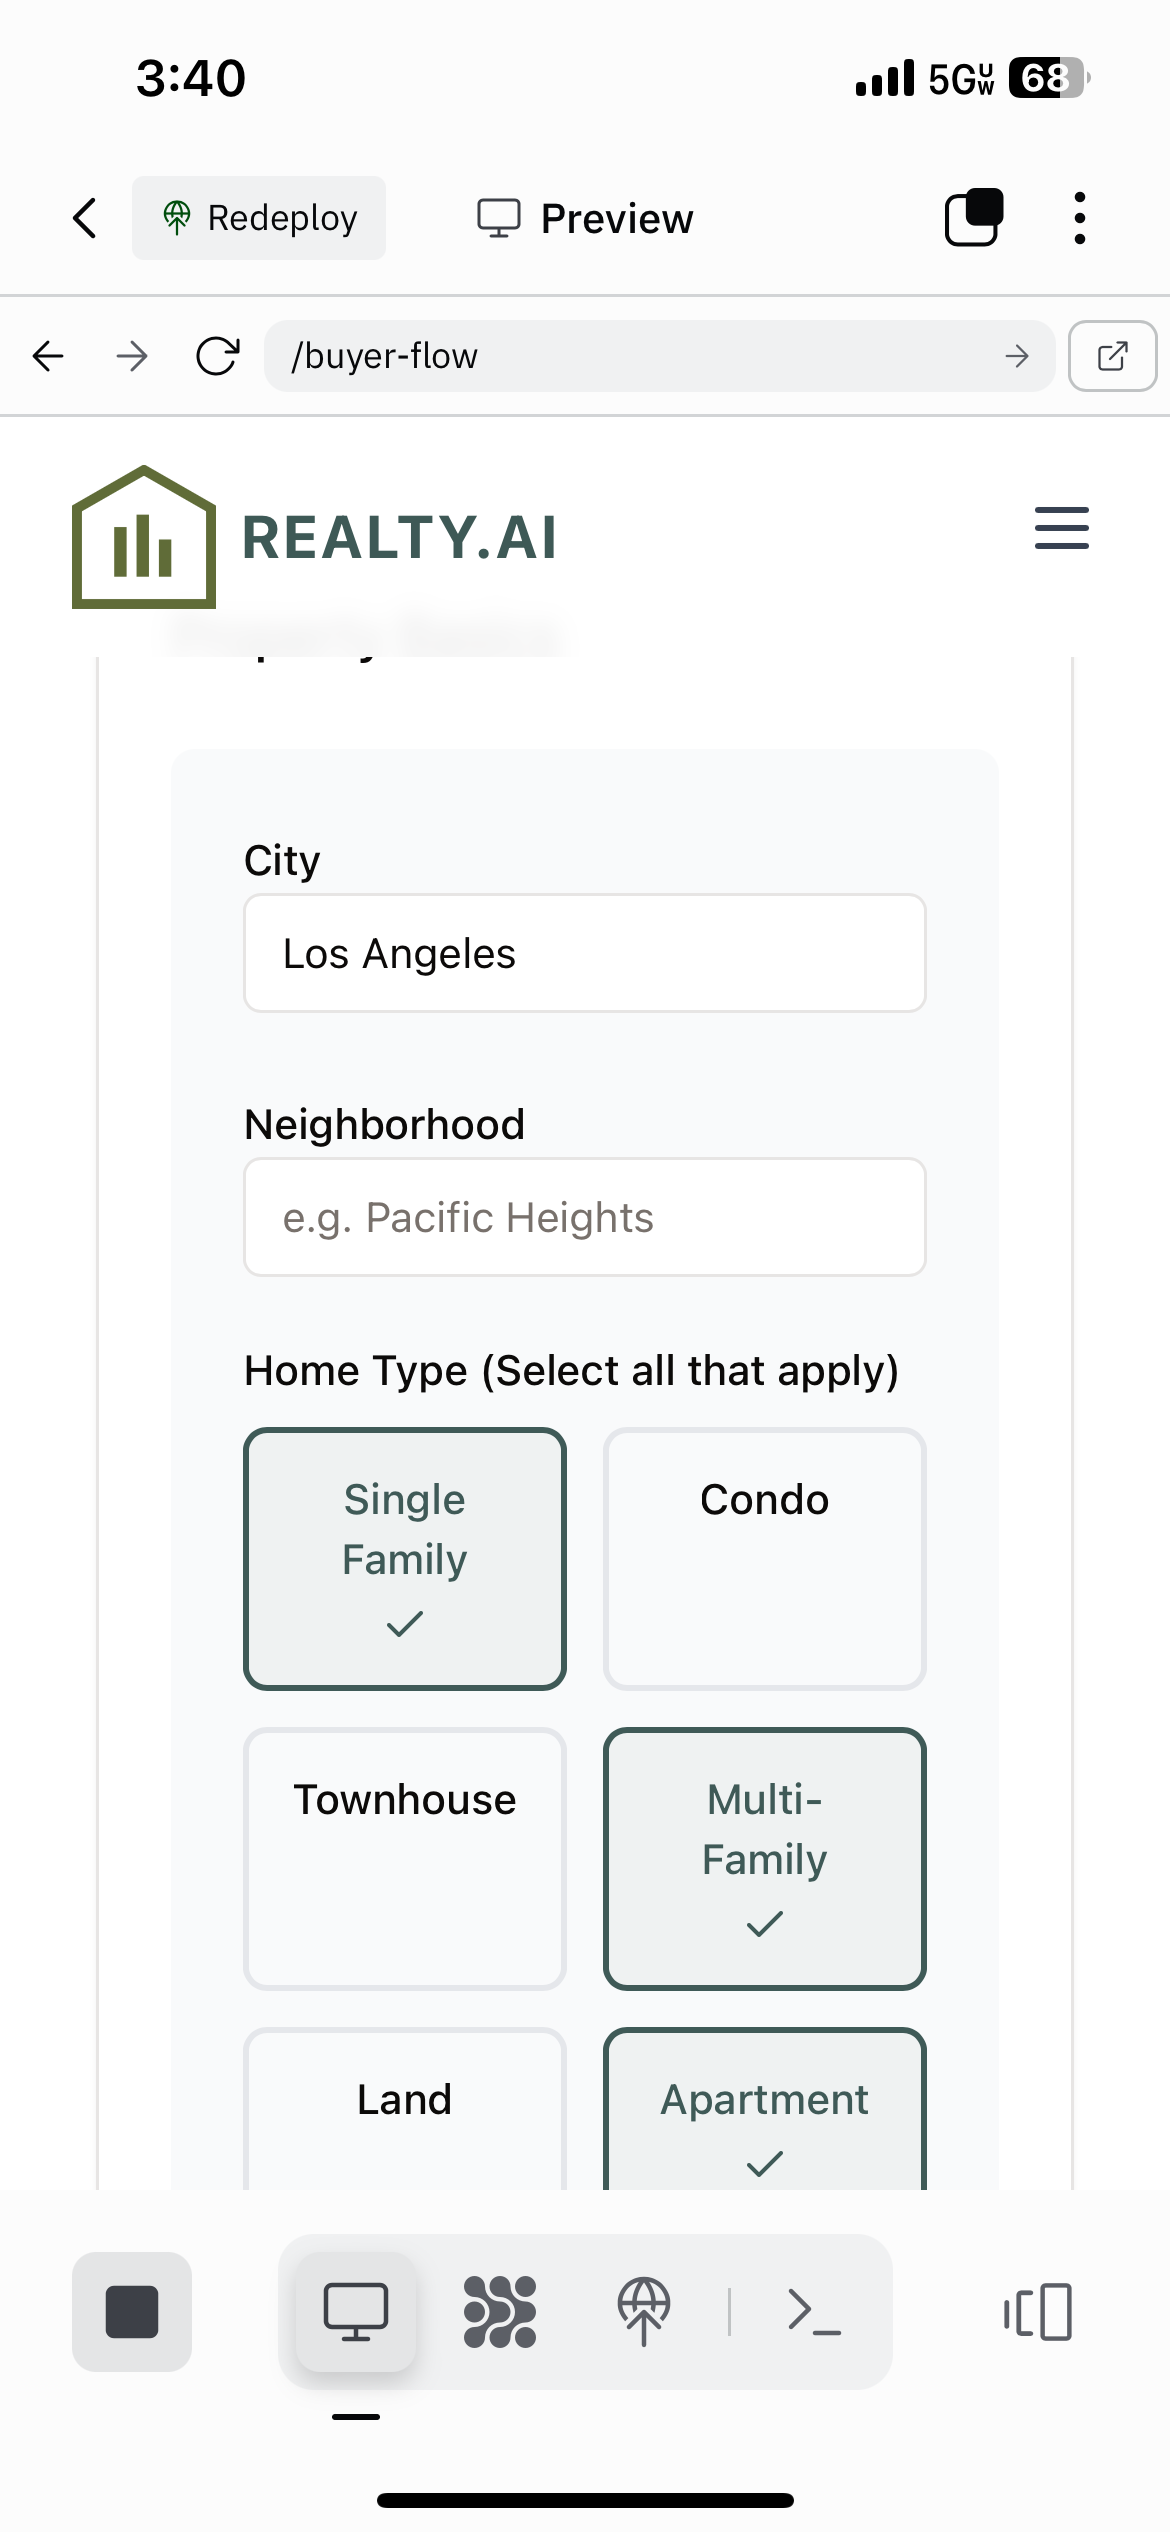 3:40
5G UW 68
Redeploy
Preview
/buyer-flow
REALTY.AI
City
Los Angeles
Neighborhood
e.g. Pacific Heights
Home Type (Select all that apply)
Single
Family
Condo
Townhouse
Multi-
Family
Land
Apartment